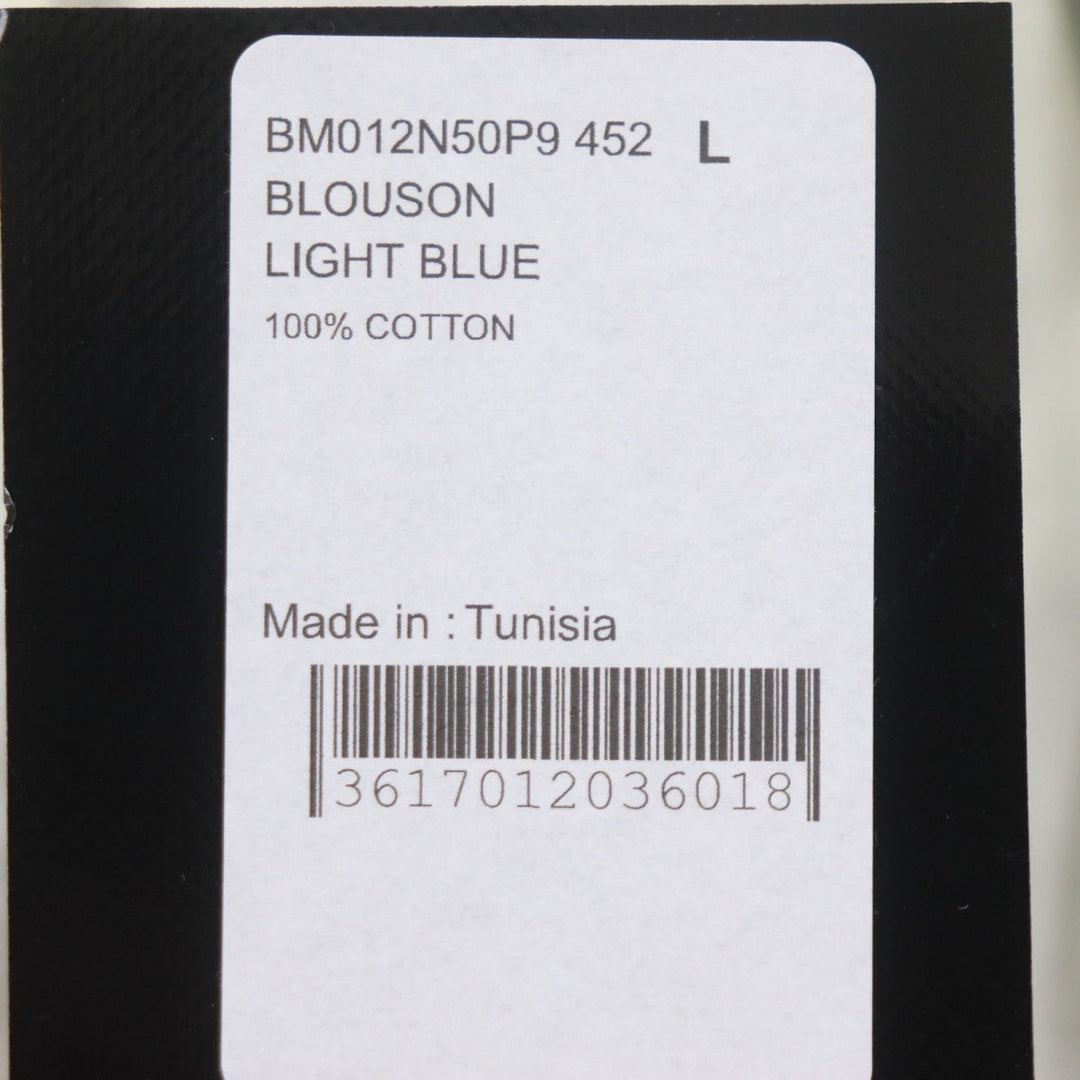 BM012N50P9 452 L
BLOUSON
LIGHT BLUE
100% COTTON
Made in : Tunisia
3617012036018